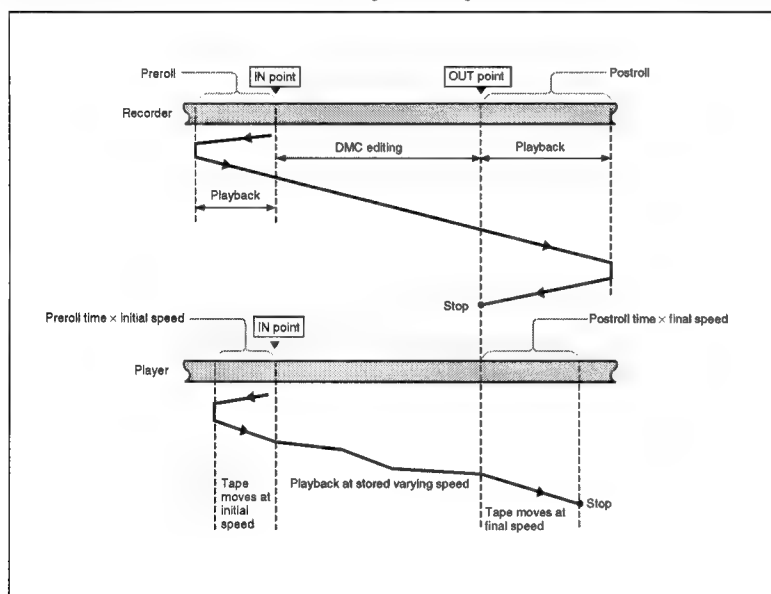 Preroll
IN point
OUT point
Postroll
Recorder
DMC editing
Playback
Playback
Stop
Preroll time × initial speed
IN point
Postroll time × final speed
Player
Tape
moves at
initial
speed
Playback at stored varying speed
Tape moves at
final speed
Stop